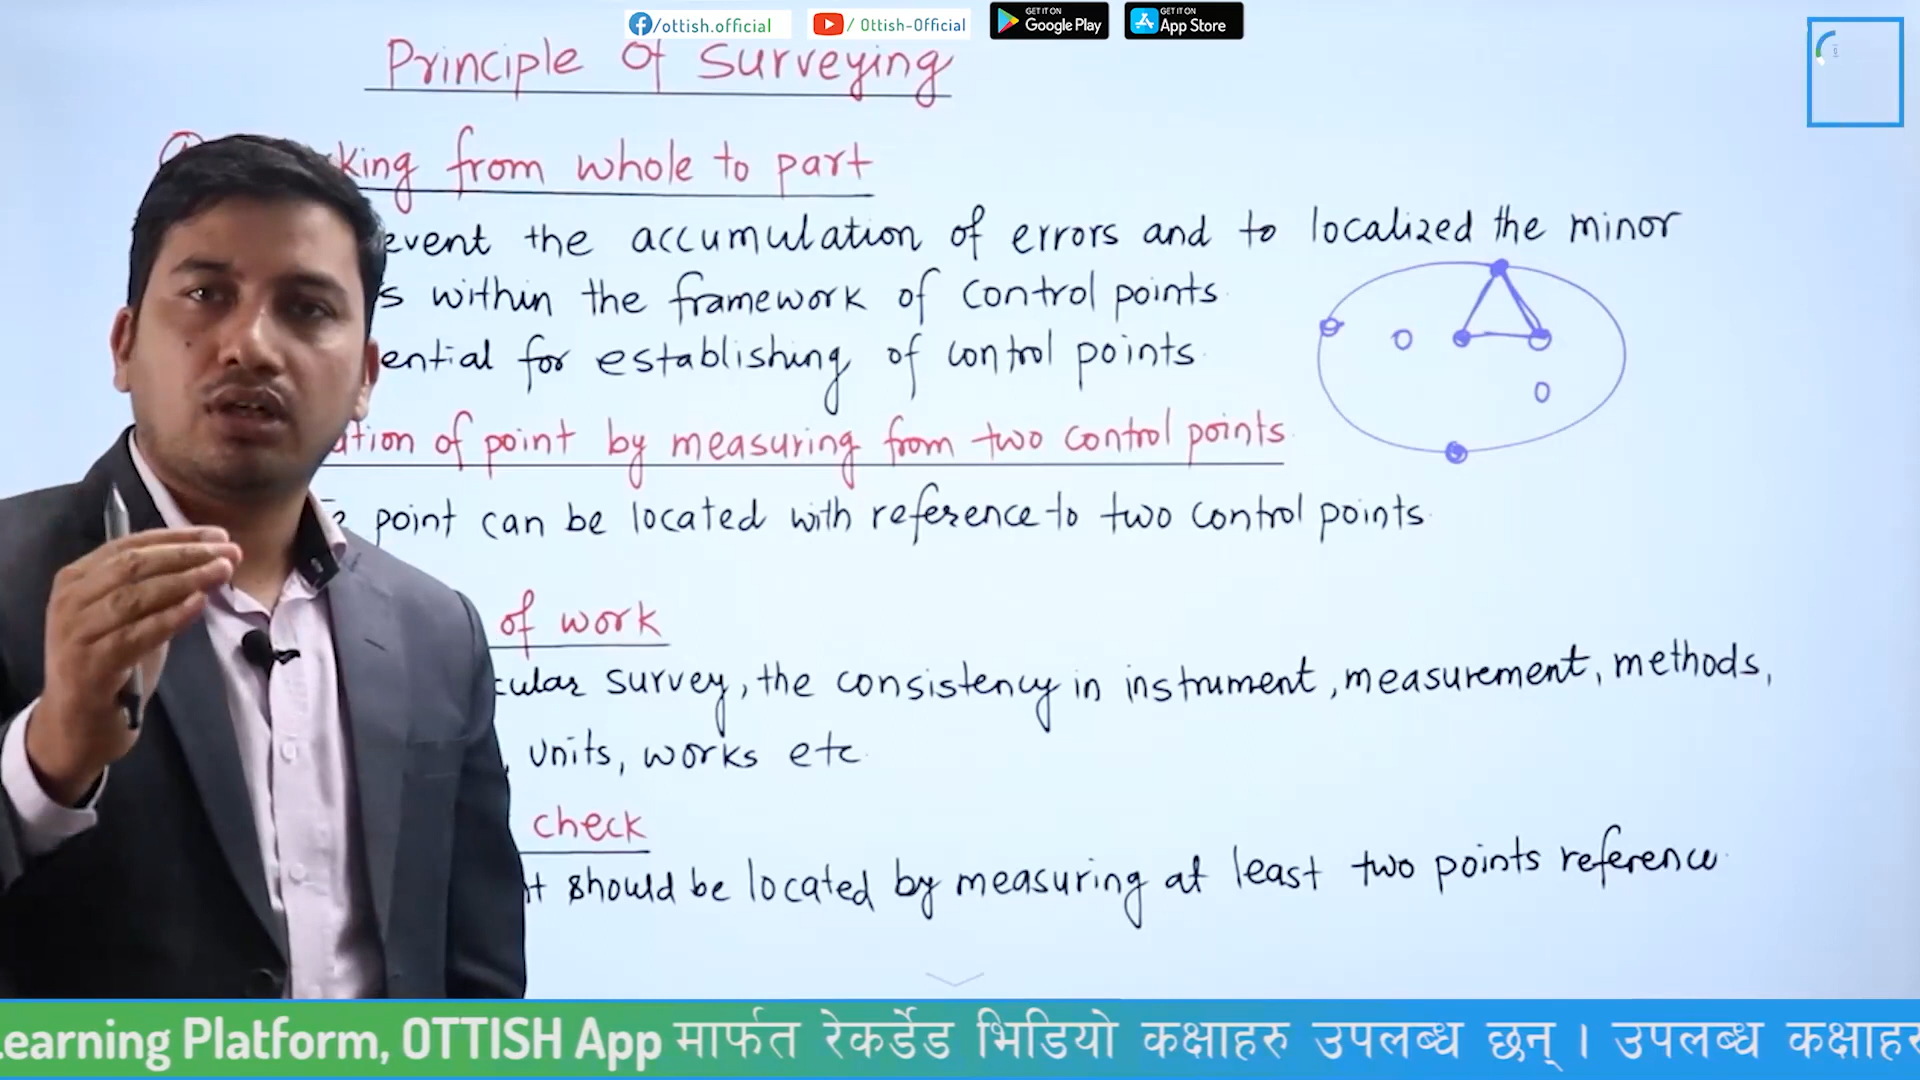 /ottish.official
/ Ottish-Official
GET IT ON
Google Play
GET IT ON
App Store
Principle Of Surveying
king from whole to part
event the accumulation of errors and to localized the minor
s within the framework of control points
ential for establishing of control points
ation of point by measuring from two control points
point can be located with reference to two control points
of work
cular survey, the consistency in instrument, measurement, methods,
, units, works etc
check
should be located by measuring at least two points reference
Learning Platform, OTTISH App मार्फत रेकर्डेड भिडियो कक्षाहरु उपलब्ध छन् । उपलब्ध कक्षाहरु